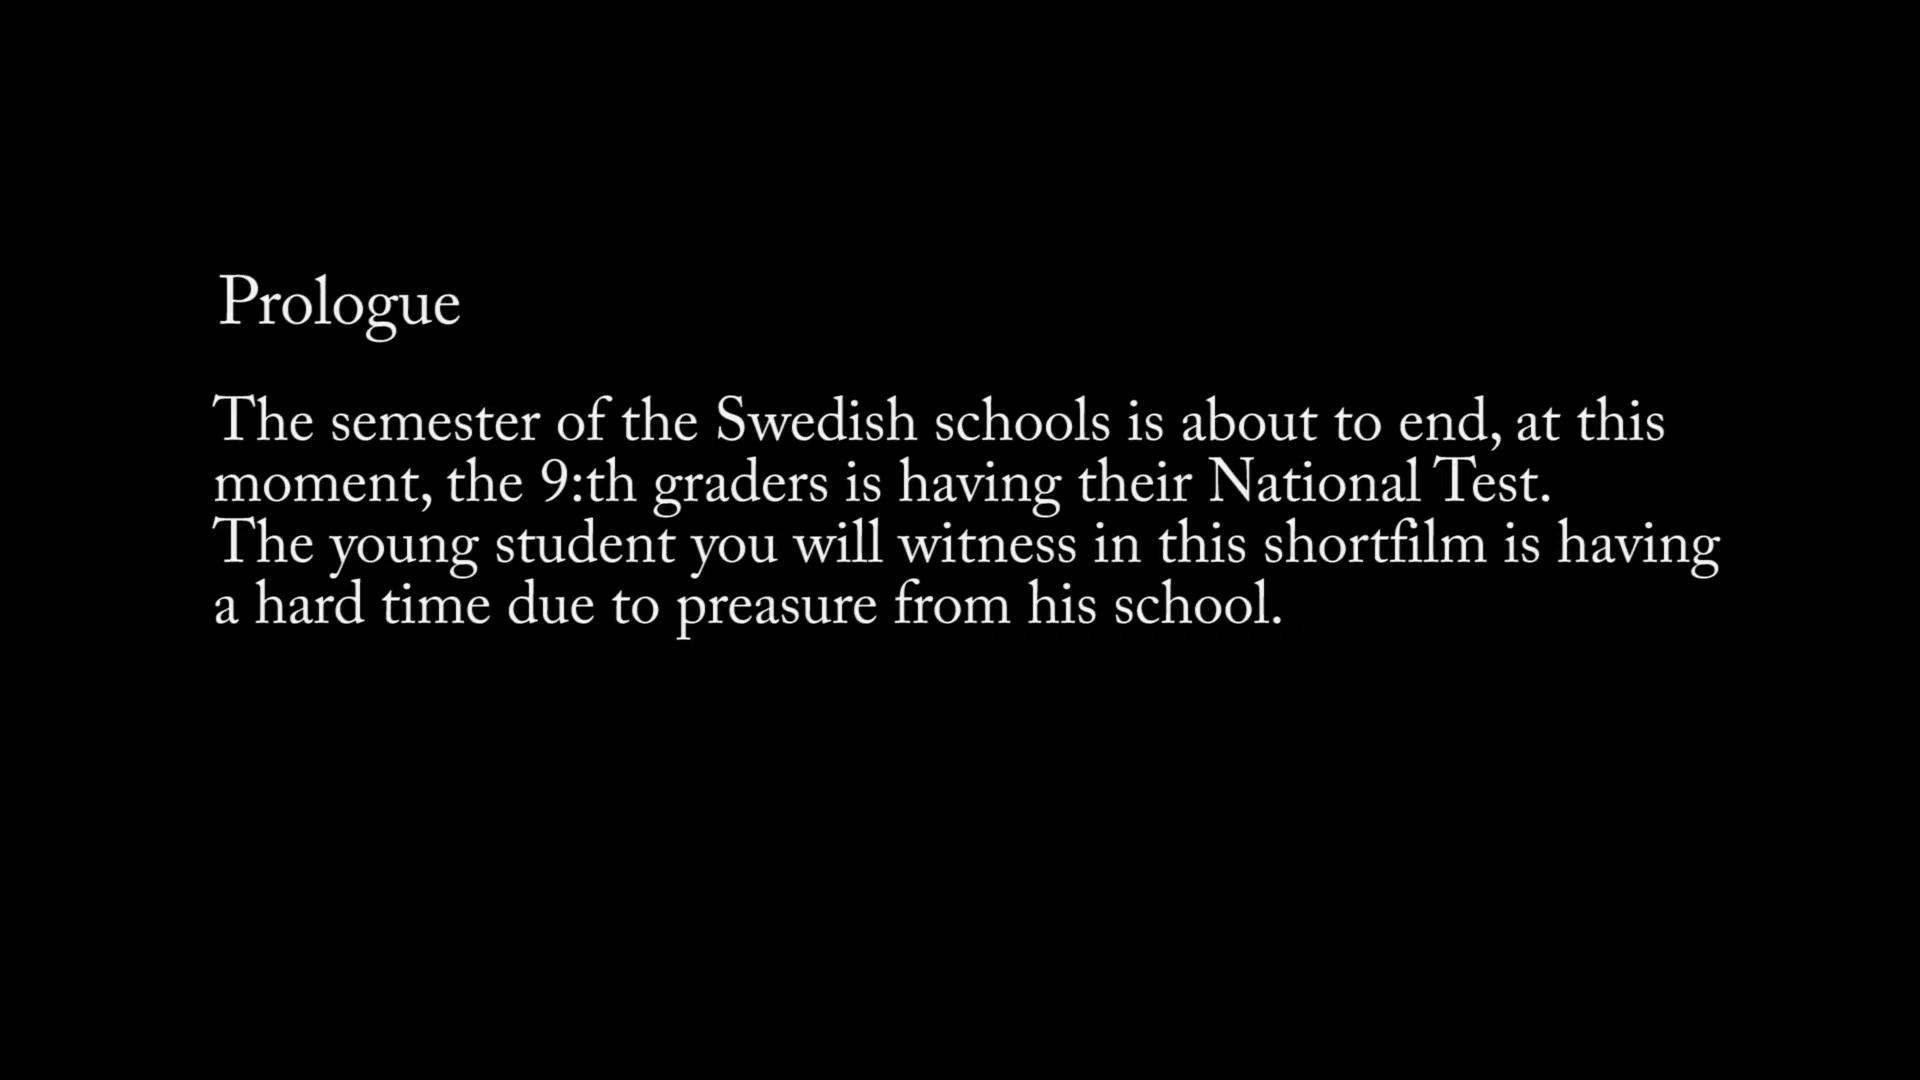 Prologue
The semester of the Swedish schools is about to end, at this
moment, the 9:th graders is having their National Test.
The young student you will witness in this shortfilm is having
a hard time due to preasure from his school.